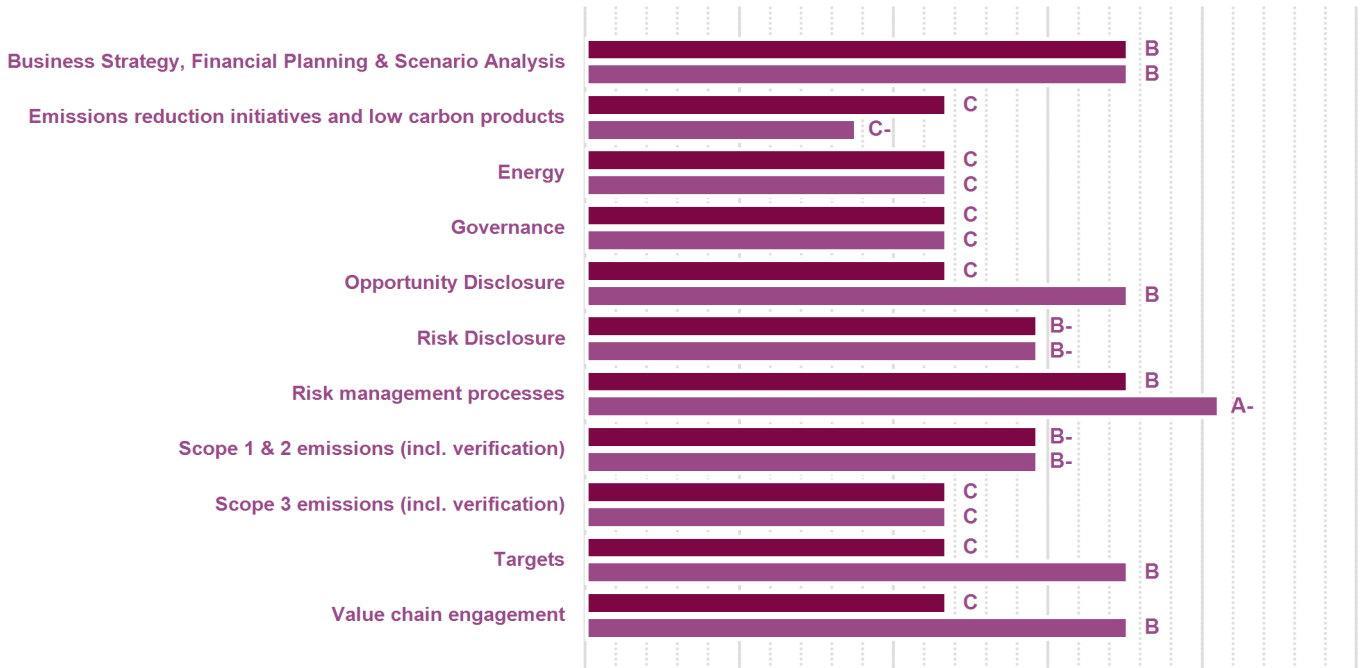 Business Strategy, Financial Planning & Scenario Analysis
B
B
Emissions reduction initiatives and low carbon products
C
C-
Energy
C
C
Governance
C
C
Opportunity Disclosure
C
B
Risk Disclosure
B-
B-
Risk management processes
B
A-
Scope 1 & 2 emissions (incl. verification)
B-
B-
Scope 3 emissions (incl. verification)
C
C
Targets
C
B
Value chain engagement
C
B